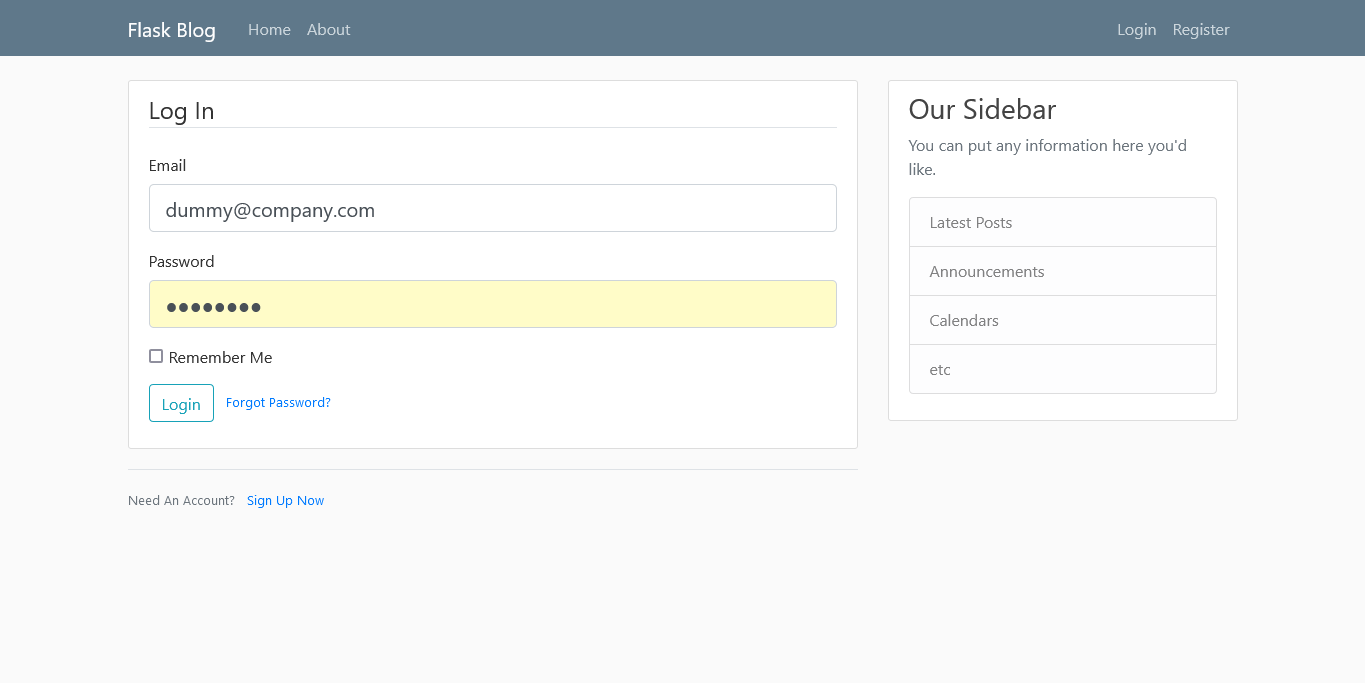 Flask Blog Home About Login Register
Log In
Email
dummy@company.com
Password
●●●●●●●●
Remember Me
Login Forgot Password?
Need An Account? Sign Up Now
Our Sidebar
You can put any information here you'd
like.
Latest Posts
Announcements
Calendars
etc